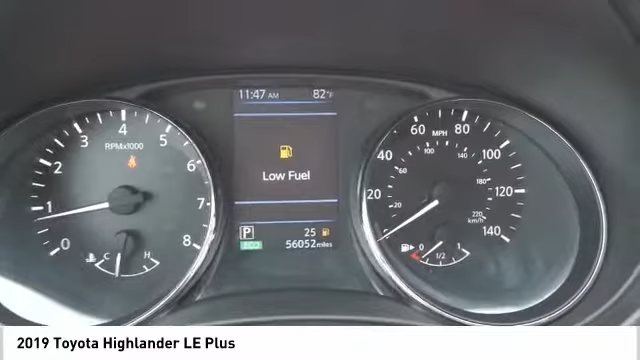 11:47 AM 82°F
4
3 5
RPMx1000
2 6
1 7
0 8
C H
Low Fuel
P 25
ECO 56052 miles
60 80
MPH
40 100
100 140
60 180
20 120
20 220
km/h
140
0 1
1/2
2019 Toyota Highlander LE Plus